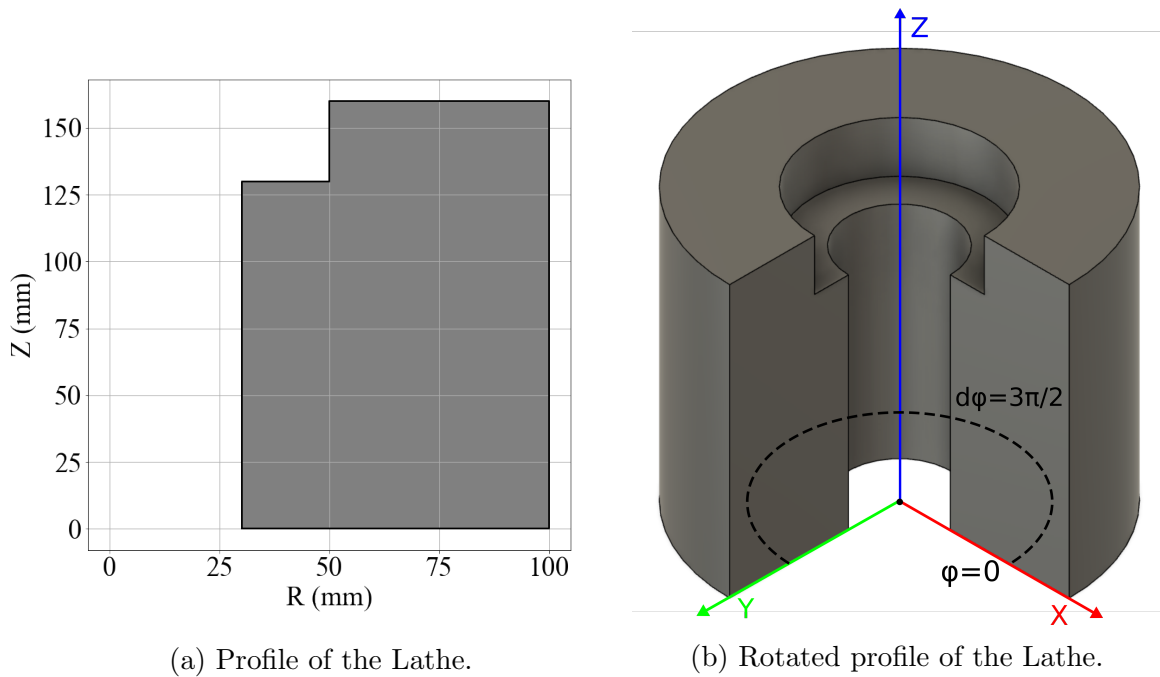 150
125
100
75
50
25
0
Z (mm)
0 25 50 75 100
R (mm)
(a) Profile of the Lathe.
Z
dφ=3π/2
φ=0
Y
X
(b) Rotated profile of the Lathe.